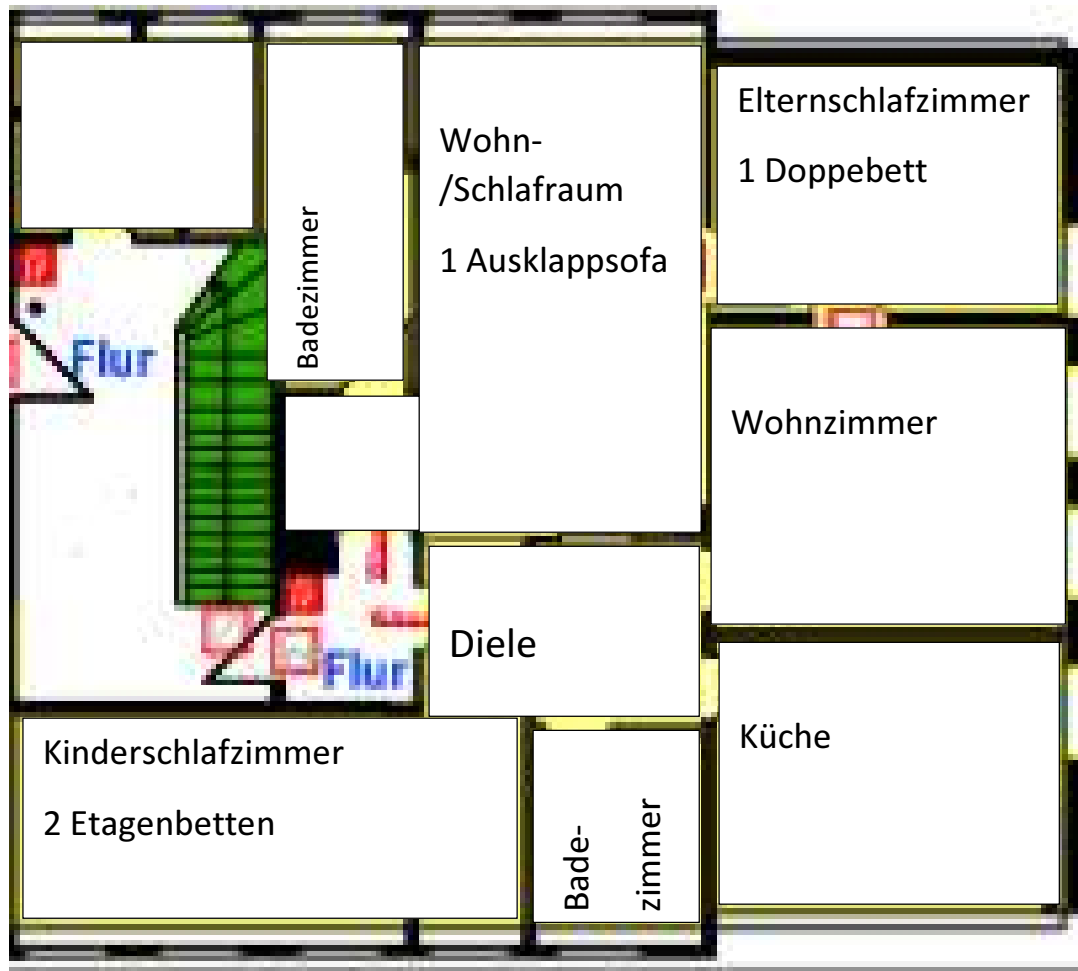 Elternschlafzimmer
1 Doppebett
Wohn-
/Schlafraum
1 Ausklappsofa
Badezimmer
Flur
Wohnzimmer
Diele
Flur
Küche
Kinderschlafzimmer
2 Etagenbetten
Bade-
zimmer